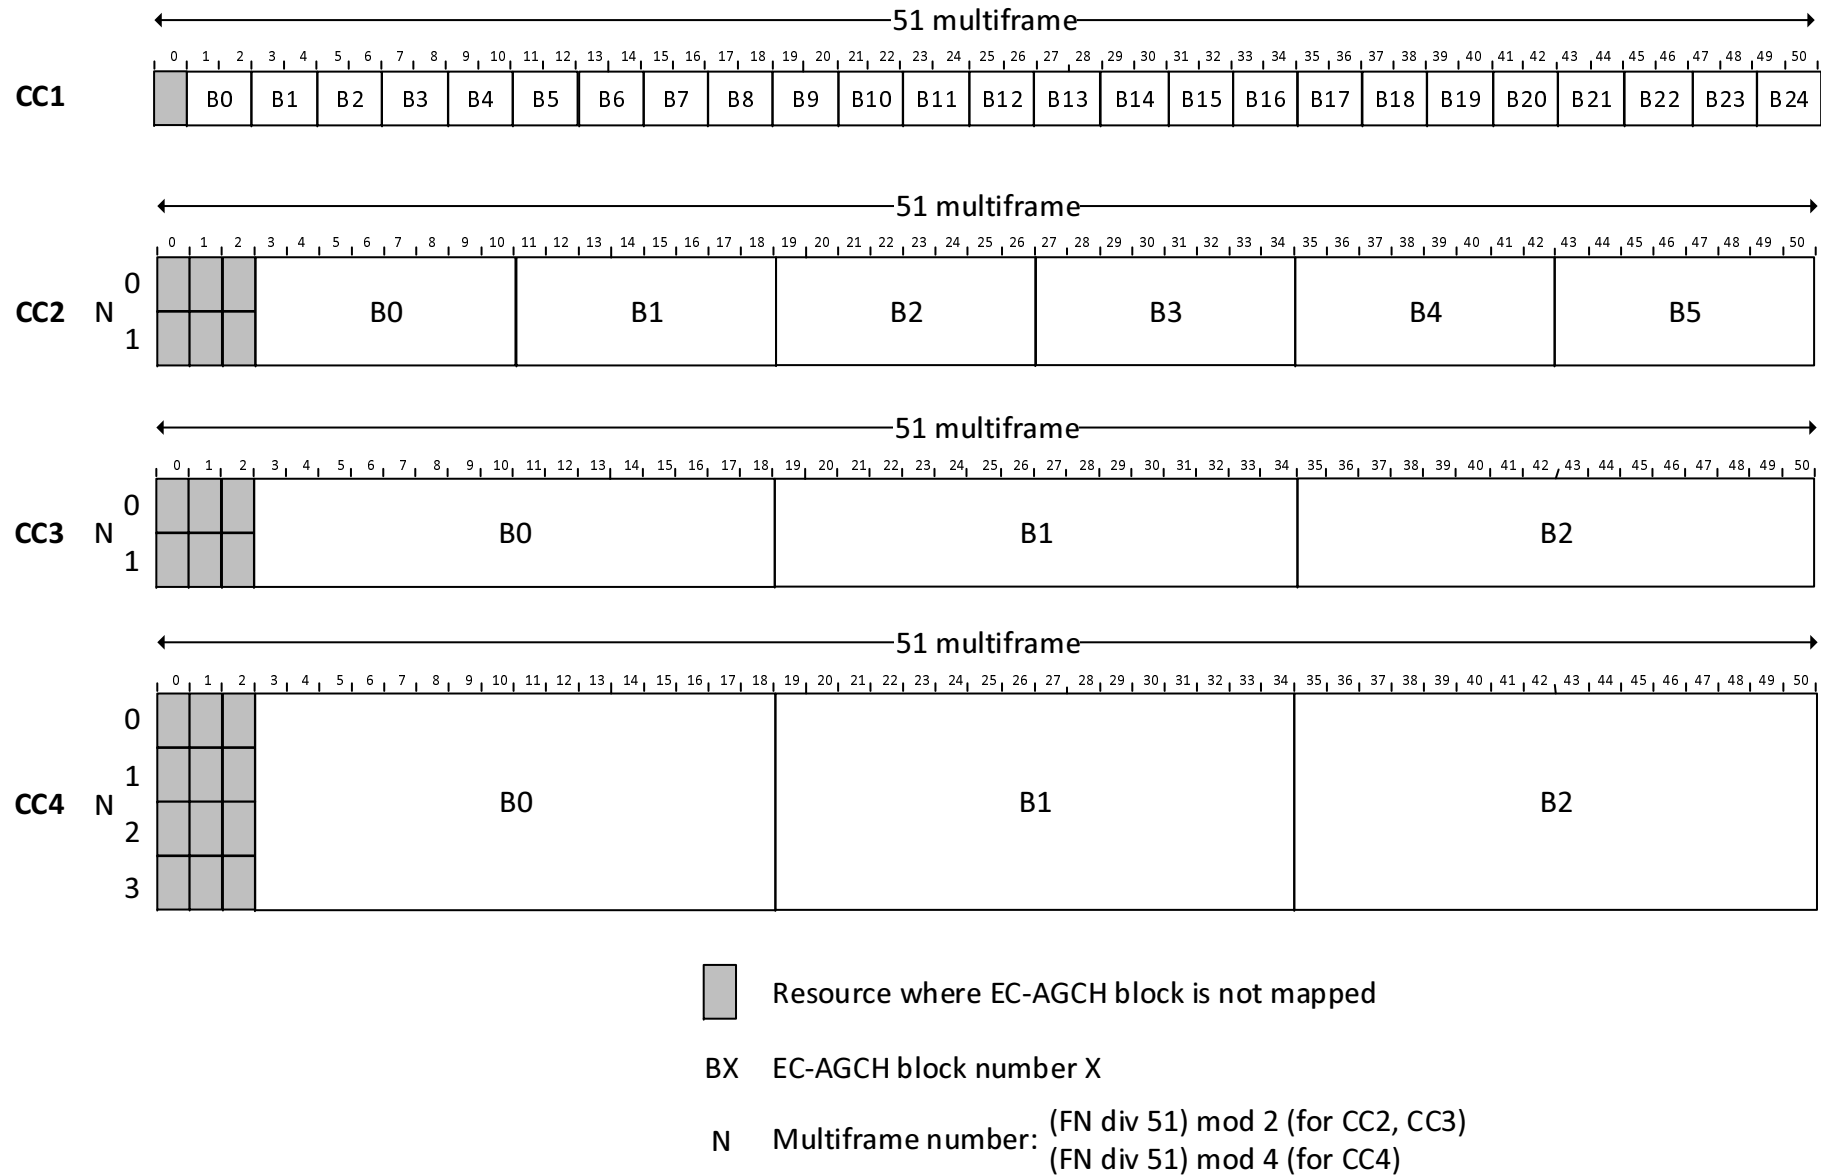 51 multiframe
0 1 2 3 4 5 6 7 8 9 10 11 12 13 14 15 16 17 18 19 20 21 22 23 24 25 26 27 28 29 30 31 32 33 34 35 36 37 38 39 40 41 42 43 44 45 46 47 48 49 50
CC1 B0 B1 B2 B3 B4 B5 B6 B7 B8 B9 B10 B11 B12 B13 B14 B15 B16 B17 B18 B19 B20 B21 B22 B23 B24
51 multiframe
0 1 2 3 4 5 6 7 8 9 10 11 12 13 14 15 16 17 18 19 20 21 22 23 24 25 26 27 28 29 30 31 32 33 34 35 36 37 38 39 40 41 42 43 44 45 46 47 48 49 50
0
CC2 N B0 B1 B2 B3 B4 B5
1
51 multiframe
0 1 2 3 4 5 6 7 8 9 10 11 12 13 14 15 16 17 18 19 20 21 22 23 24 25 26 27 28 29 30 31 32 33 34 35 36 37 38 39 40 41 42 43 44 45 46 47 48 49 50
0
CC3 N B0 B1 B2
1
51 multiframe
0 1 2 3 4 5 6 7 8 9 10 11 12 13 14 15 16 17 18 19 20 21 22 23 24 25 26 27 28 29 30 31 32 33 34 35 36 37 38 39 40 41 42 43 44 45 46 47 48 49 50
0
1
CC4 N B0 B1 B2
2
3
Resource where EC-AGCH block is not mapped
BX EC-AGCH block number X
N Multiframe number: (FN div 51) mod 2 (for CC2, CC3)
(FN div 51) mod 4 (for CC4)